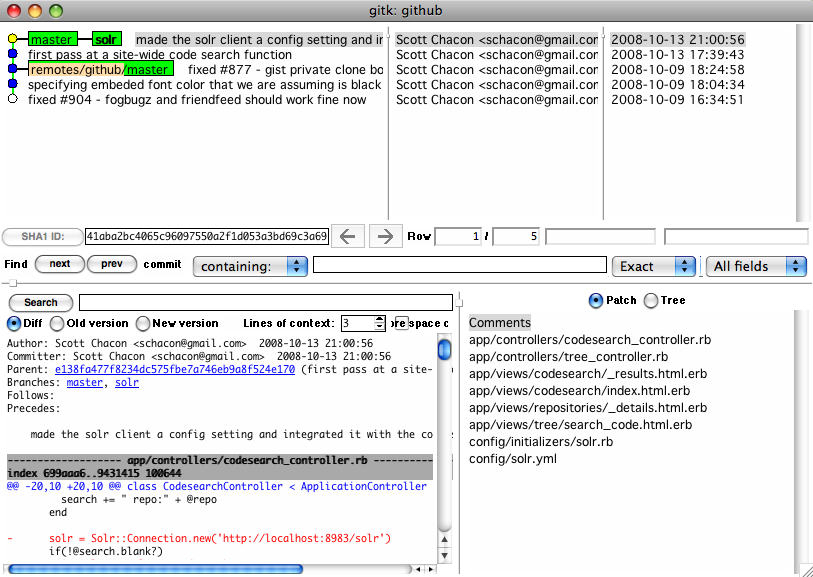 gitk: github
master solr made the solr client a config setting and in Scott Chacon <schacon@gmail.con 2008-10-13 21:00:56
first pass at a site-wide code search function Scott Chacon <schacon@gmail.con 2008-10-13 17:39:43
remotes/github/master fixed #877 - gist private clone bo Scott Chacon <schacon@gmail.con 2008-10-09 18:24:58
specifying embeded font color that we are assuming is black Scott Chacon <schacon@gmail.con 2008-10-09 18:04:34
fixed #904 - fogbugz and friendfeed should work fine now Scott Chacon <schacon@gmail.con 2008-10-09 16:34:51
SHA1 ID: 41aba2bc4065c96097550a2f1d053a3bd69c3a69 Row 1 / 5
Find next prev commit containing: Exact All fields
Search
Diff Old version New version Lines of context: 3 space c
Author: Scott Chacon <schacon@gmail.com> 2008-10-13 21:00:56
Committer: Scott Chacon <schacon@gmail.com> 2008-10-13 21:00:56
Parent: e138fa477f8234dc575fbe7a746eb9a8f524e170 (first pass at a site-
Branches: master, solr
Follows:
Precedes:
made the solr client a config setting and integrated it with the co
-------------------- app/controllers/codesearch_controller.rb ----------
index 699aaa6..9431415 100644
@@ -20,10 +20,10 @@ class CodesearchController < ApplicationController
search += " repo:" + @repo
end
- solr = Solr::Connection.new('http://localhost:8983/solr')
if(!@search.blank?)
Patch Tree
Comments
app/controllers/codesearch_controller.rb
app/controllers/tree_controller.rb
app/views/codesearch/_results.html.erb
app/views/codesearch/index.html.erb
app/views/repositories/_details.html.erb
app/views/tree/search_code.html.erb
config/initializers/solr.rb
config/solr.yml